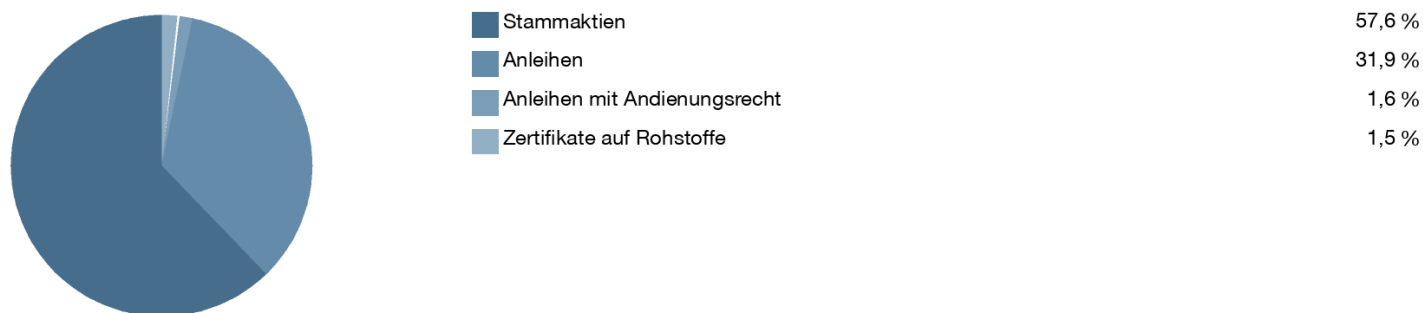 Stammaktien 57,6 %
Anleihen 31,9 %
Anleihen mit Andienungsrecht 1,6 %
Zertifikate auf Rohstoffe 1,5 %